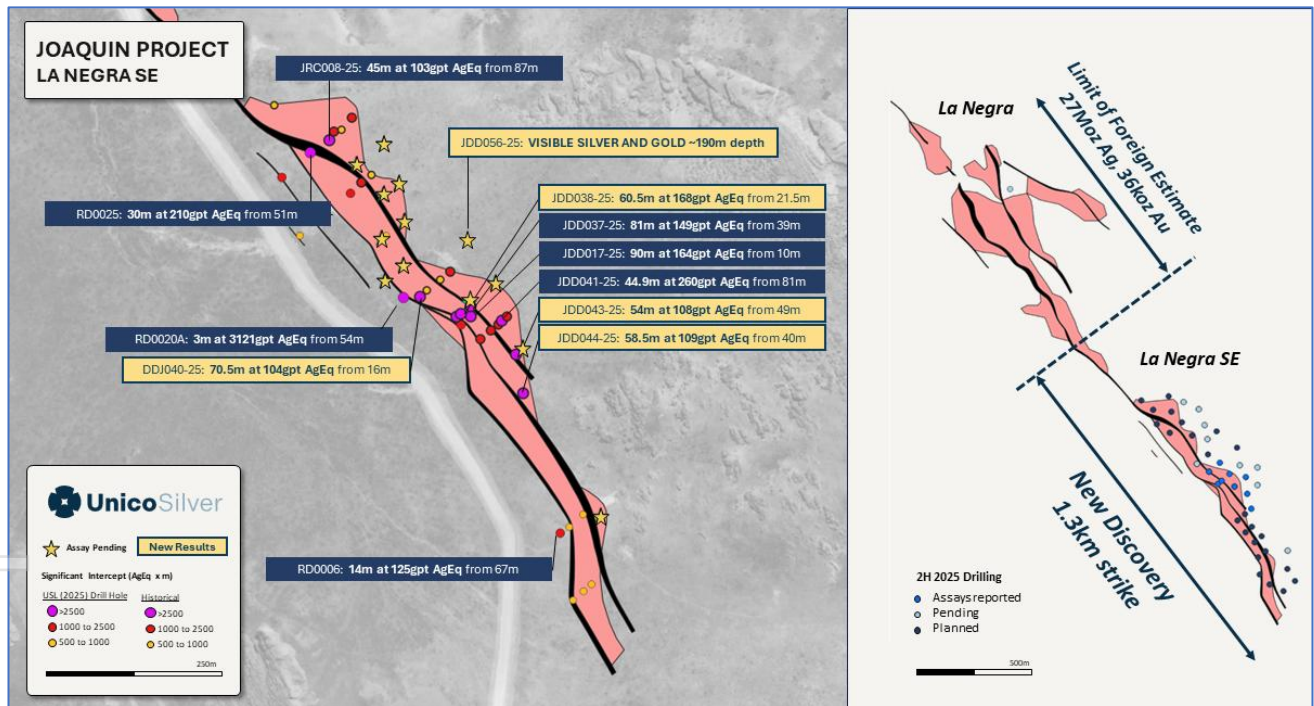 JOAQUIN PROJECT
LA NEGRA SE
JRC008-25: 45m at 103gpt AgEq from 87m
JDD056-25: VISIBLE SILVER AND GOLD ~190m depth
RD0025: 30m at 210gpt AgEq from 51m
JDD038-25: 60.5m at 168gpt AgEq from 21.5m
JDD037-25: 81m at 149gpt AgEq from 39m
JDD017-25: 90m at 164gpt AgEq from 10m
JDD041-25: 44.9m at 260gpt AgEq from 81m
JDD043-25: 54m at 108gpt AgEq from 49m
JDD044-25: 58.5m at 109gpt AgEq from 40m
RD0020A: 3m at 3121gpt AgEq from 54m
DDJ040-25: 70.5m at 104gpt AgEq from 16m
RD0006: 14m at 125gpt AgEq from 67m
UnicoSilver
Assay Pending
New Results
Significant Intercept (AgEq x m)
USL (2025) Drill Hole
Historical
>2500
>2500
1000 to 2500
1000 to 2500
500 to 1000
500 to 1000
250m
La Negra
Limit of Foreign Estimate
27Moz Ag, 36koz Au
La Negra SE
New Discovery
1.3km strike
2H 2025 Drilling
Assays reported
Pending
Planned
500m